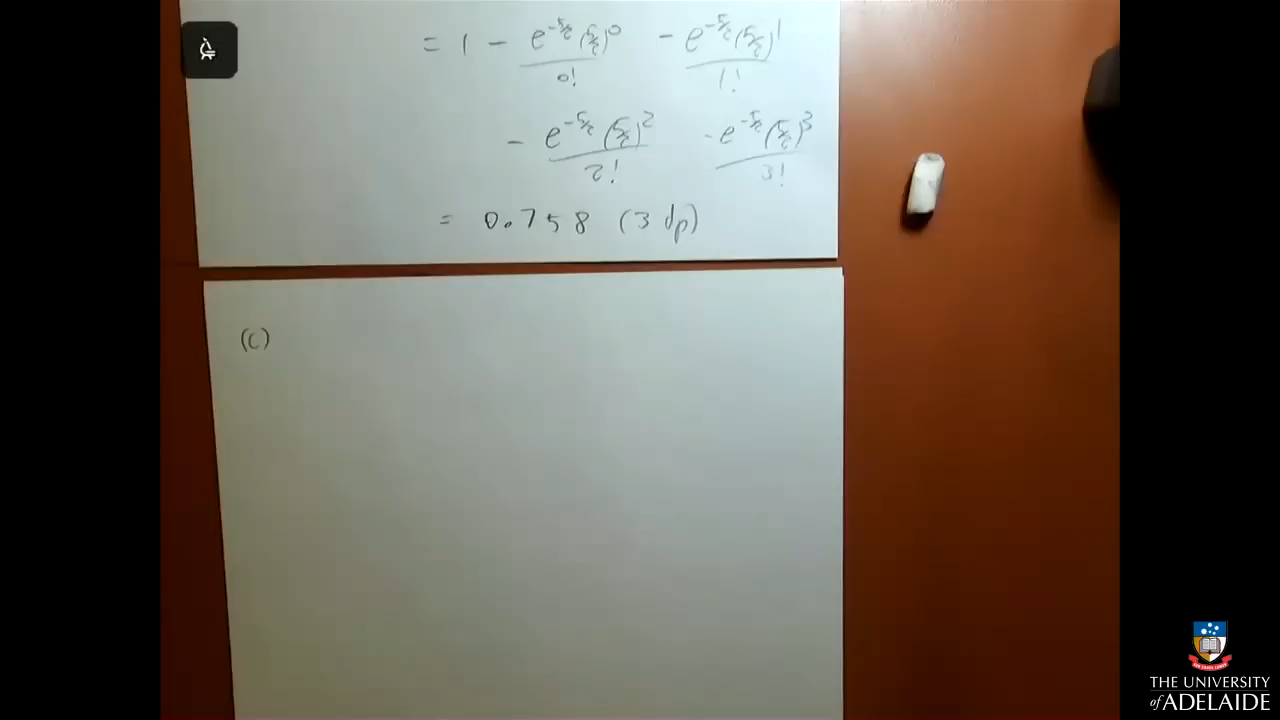 = 1 - e^{-5/2}(5/2)^0 / 0! - e^{-5/2}(5/2)^1 / 1!
- e^{-5/2}(5/2)^2 / 2! - e^{-5/2}(5/2)^3 / 3!
= 0.758 (3 dp)
(c)
THE UNIVERSITY
of ADELAIDE